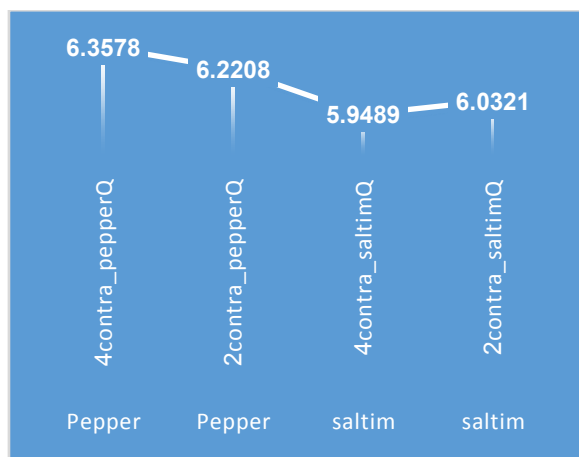 6.3578
6.2208
5.9489
6.0321
4contra_pepperQ
2contra_pepperQ
4contra_saltimQ
2contra_saltimQ
Pepper Pepper saltim saltim